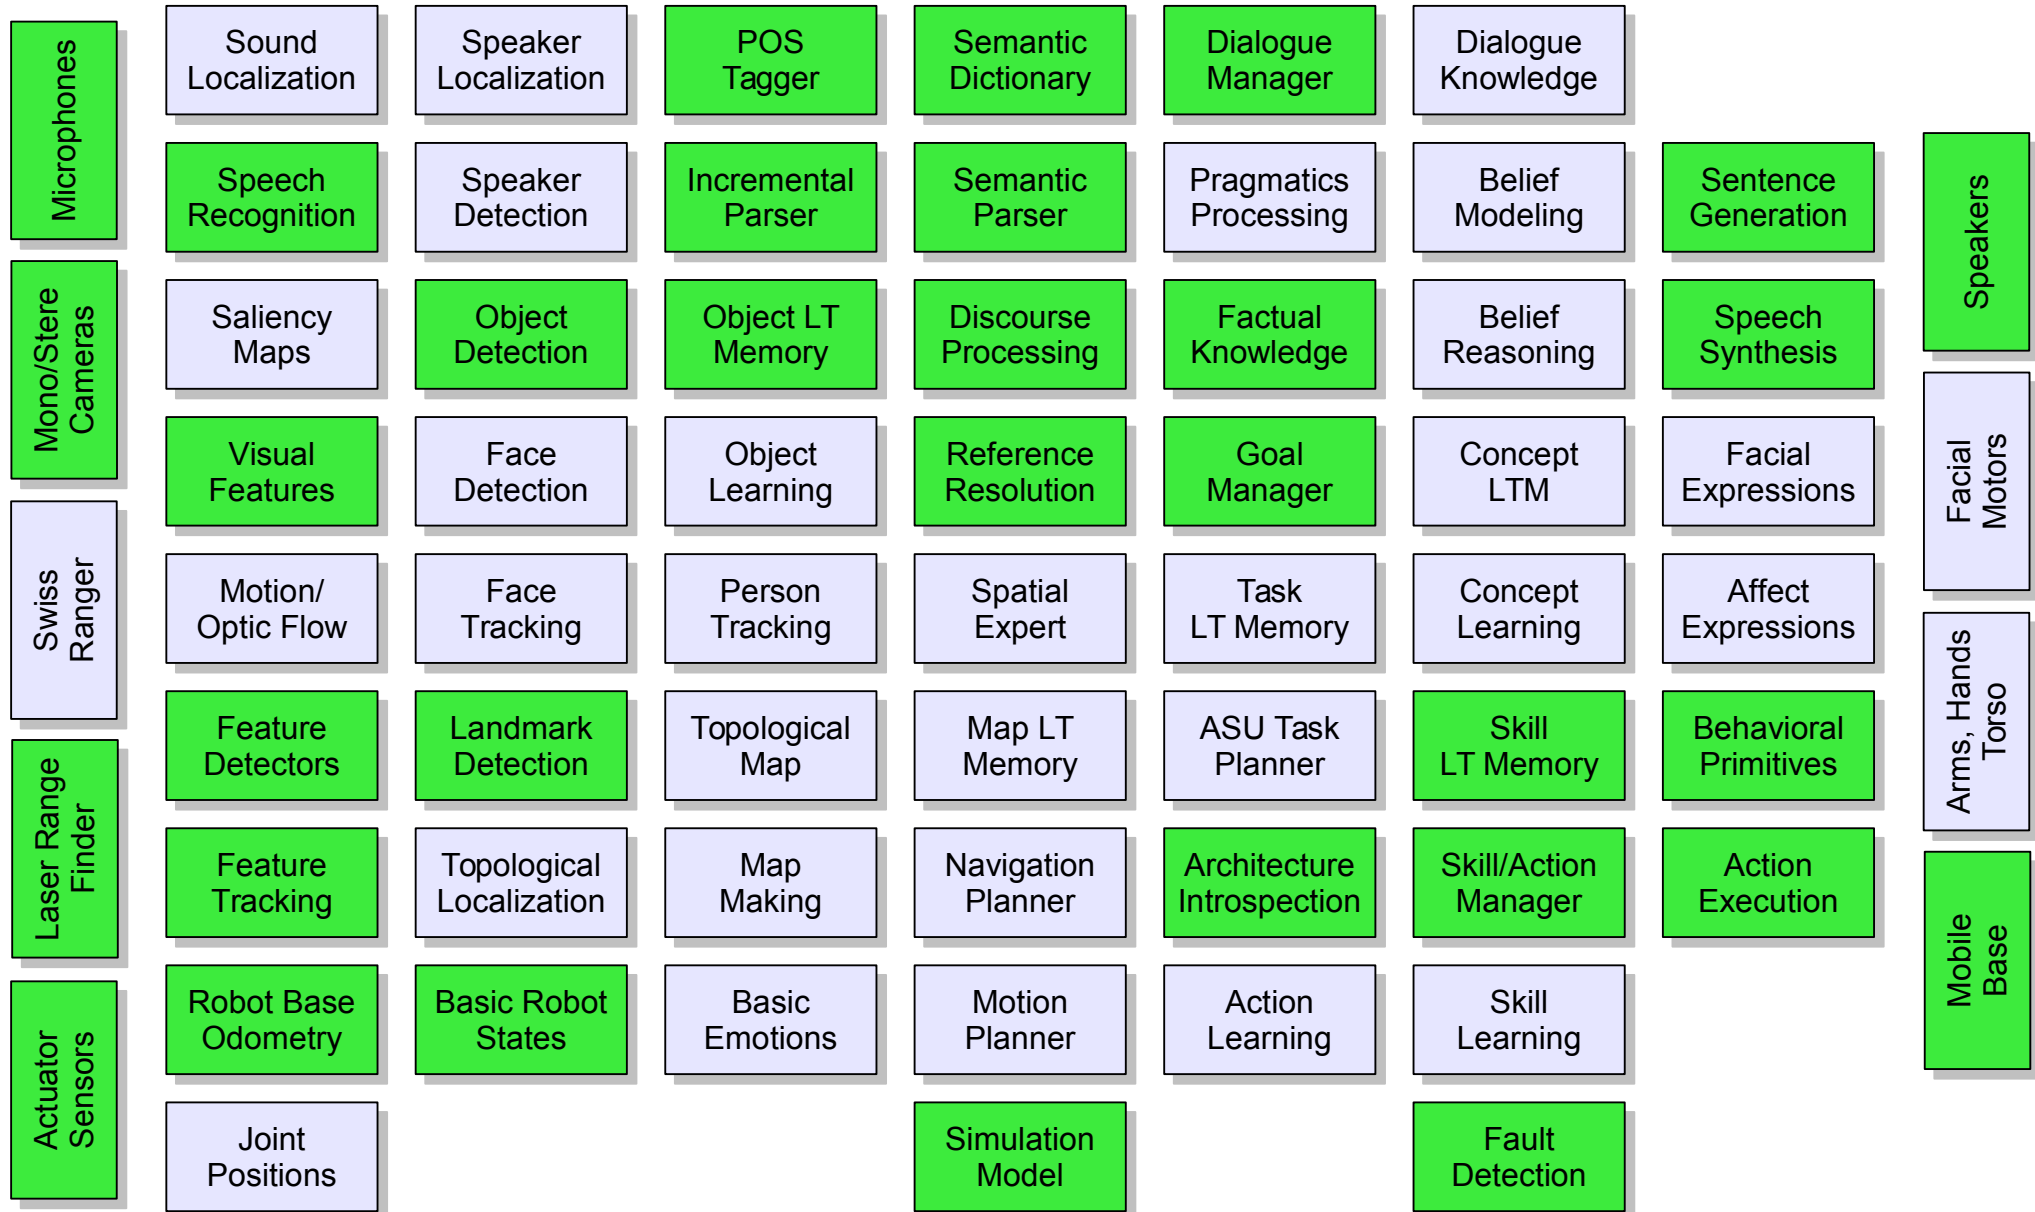 Microphones
Mono/Stere
Cameras
Swiss
Ranger
Laser Range
Finder
Actuator
Sensors
Sound
Localization
Speaker
Localization
POS
Tagger
Semantic
Dictionary
Dialogue
Manager
Dialogue
Knowledge
Speech
Recognition
Speaker
Detection
Incremental
Parser
Semantic
Parser
Pragmatics
Processing
Belief
Modeling
Sentence
Generation
Saliency
Maps
Object
Detection
Object LT
Memory
Discourse
Processing
Factual
Knowledge
Belief
Reasoning
Speech
Synthesis
Visual
Features
Face
Detection
Object
Learning
Reference
Resolution
Goal
Manager
Concept
LTM
Facial
Expressions
Motion/
Optic Flow
Face
Tracking
Person
Tracking
Spatial
Expert
Task
LT Memory
Concept
Learning
Affect
Expressions
Feature
Detectors
Landmark
Detection
Topological
Map
Map LT
Memory
ASU Task
Planner
Skill
LT Memory
Behavioral
Primitives
Feature
Tracking
Topological
Localization
Map
Making
Navigation
Planner
Architecture
Introspection
Skill/Action
Manager
Action
Execution
Robot Base
Odometry
Basic Robot
States
Basic
Emotions
Motion
Planner
Action
Learning
Skill
Learning
Joint
Positions
Simulation
Model
Fault
Detection
Speakers
Facial
Motors
Arms, Hands
Torso
Mobile
Base